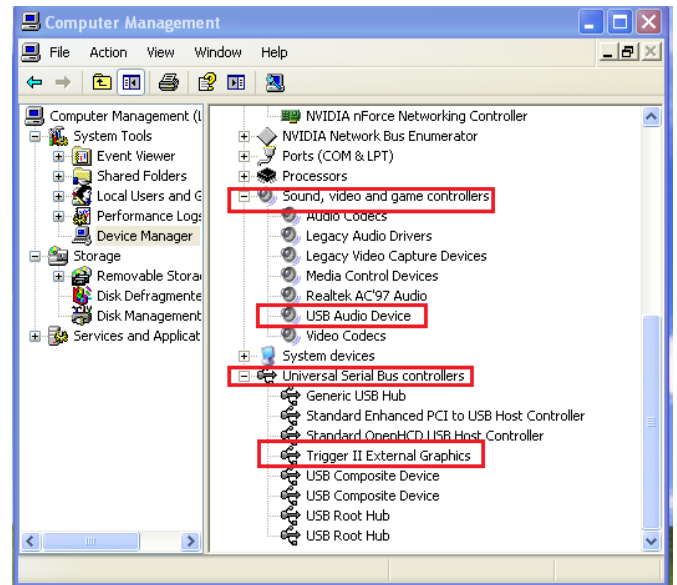 Computer Management
File Action View Window Help
Computer Management (L
System Tools
Event Viewer
Shared Folders
Local Users and G
Performance Logs
Device Manager
Storage
Removable Stora
Disk Defragmente
Disk Management
Services and Applicat
NVIDIA nForce Networking Controller
NVIDIA Network Bus Enumerator
Ports (COM & LPT)
Processors
Sound, video and game controllers
Audio Codecs
Legacy Audio Drivers
Legacy Video Capture Devices
Media Control Devices
Realtek AC'97 Audio
USB Audio Device
Video Codecs
System devices
Universal Serial Bus controllers
Generic USB Hub
Standard Enhanced PCI to USB Host Controller
Standard OpenHCD USB Host Controller
Trigger II External Graphics
USB Composite Device
USB Composite Device
USB Root Hub
USB Root Hub